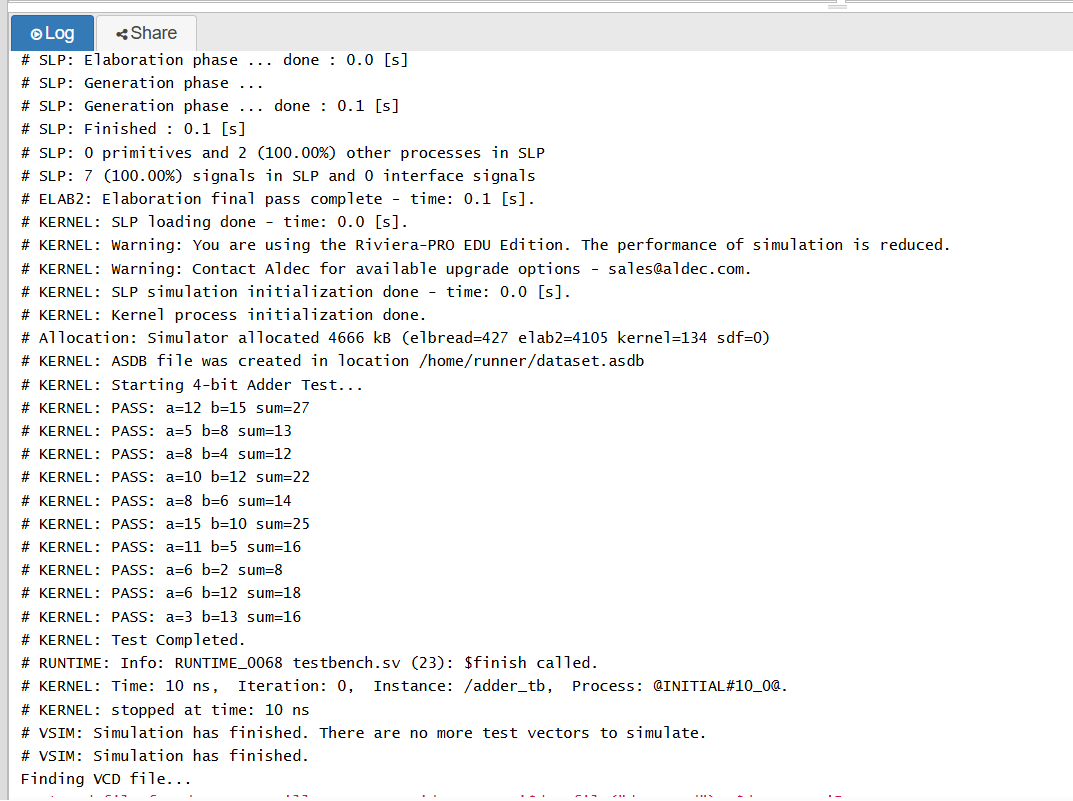 Log Share
# SLP: Elaboration phase ... done : 0.0 [s]
# SLP: Generation phase ...
# SLP: Generation phase ... done : 0.1 [s]
# SLP: Finished : 0.1 [s]
# SLP: 0 primitives and 2 (100.00%) other processes in SLP
# SLP: 7 (100.00%) signals in SLP and 0 interface signals
# ELAB2: Elaboration final pass complete - time: 0.1 [s].
# KERNEL: SLP loading done - time: 0.0 [s].
# KERNEL: Warning: You are using the Riviera-PRO EDU Edition. The performance of simulation is reduced.
# KERNEL: Warning: Contact Aldec for available upgrade options - sales@aldec.com.
# KERNEL: SLP simulation initialization done - time: 0.0 [s].
# KERNEL: Kernel process initialization done.
# Allocation: Simulator allocated 4666 kB (elbread=427 elab2=4105 kernel=134 sdf=0)
# KERNEL: ASDB file was created in location /home/runner/dataset.asdb
# KERNEL: Starting 4-bit Adder Test...
# KERNEL: PASS: a=12 b=15 sum=27
# KERNEL: PASS: a=5 b=8 sum=13
# KERNEL: PASS: a=8 b=4 sum=12
# KERNEL: PASS: a=10 b=12 sum=22
# KERNEL: PASS: a=8 b=6 sum=14
# KERNEL: PASS: a=15 b=10 sum=25
# KERNEL: PASS: a=11 b=5 sum=16
# KERNEL: PASS: a=6 b=2 sum=8
# KERNEL: PASS: a=6 b=12 sum=18
# KERNEL: PASS: a=3 b=13 sum=16
# KERNEL: Test Completed.
# RUNTIME: Info: RUNTIME_0068 testbench.sv (23): $finish called.
# KERNEL: Time: 10 ns,  Iteration: 0,  Instance: /adder_tb,  Process: @INITIAL#10_0@.
# KERNEL: stopped at time: 10 ns
# VSIM: Simulation has finished. There are no more test vectors to simulate.
# VSIM: Simulation has finished.
Finding VCD file...